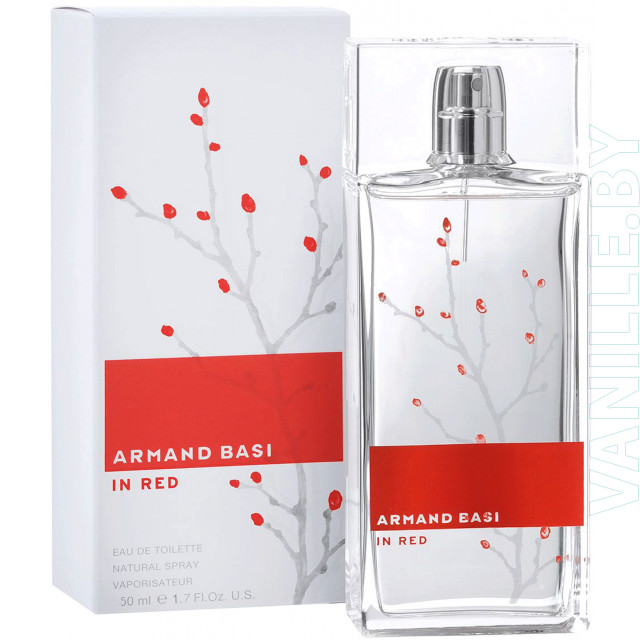 ARMAND BASI
IN RED
EAU DE TOILETTE
NATURAL SPRAY
VAPORISATEUR
50 ml ℮ 1.7 Fl.Oz. U.S.
ARMAND BASI
IN RED
VANILLE.BY